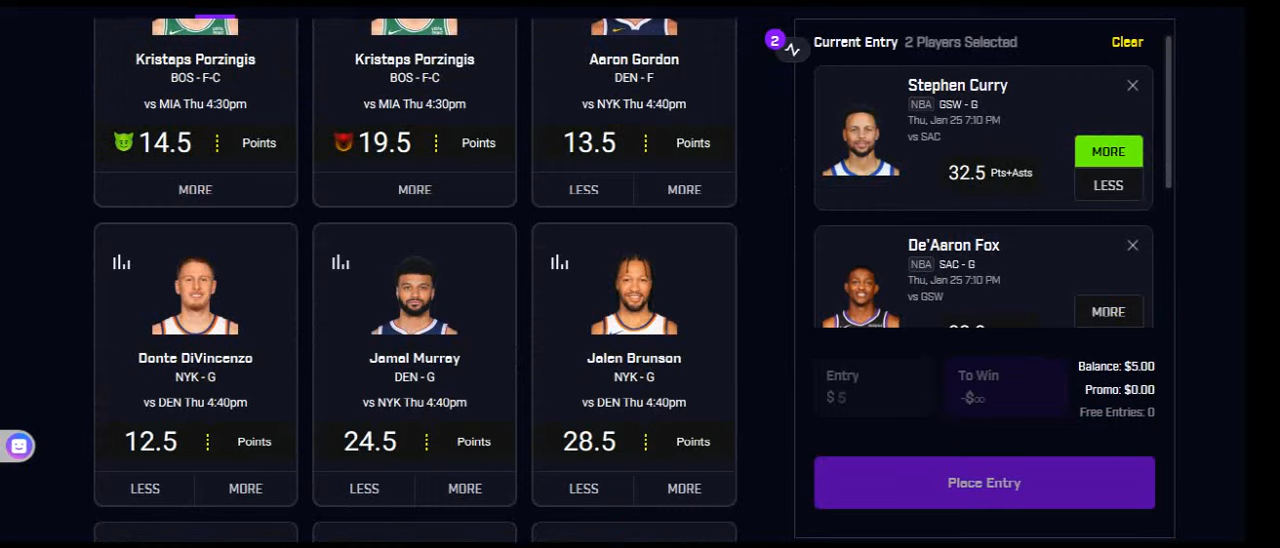 Kristaps Porzingis
BOS - F-C
vs MIA Thu 4:30pm
14.5 Points
MORE
Kristaps Porzingis
BOS - F-C
vs MIA Thu 4:30pm
19.5 Points
MORE
Aaron Gordon
DEN - F
vs NYK Thu 4:40pm
13.5 Points
LESS MORE
Donte DiVincenzo
NYK - G
vs DEN Thu 4:40pm
12.5 Points
LESS MORE
Jamal Murray
DEN - G
vs NYK Thu 4:40pm
24.5 Points
LESS MORE
Jalen Brunson
NYK - G
vs DEN Thu 4:40pm
28.5 Points
LESS MORE
2
Current Entry 2 Players Selected Clear
Stephen Curry
NBA GSW - G
Thu, Jan 25 7:10 PM
vs SAC
32.5 Pts+Asts
MORE
LESS
De'Aaron Fox
NBA SAC - G
Thu, Jan 25 7:10 PM
vs GSW
MORE
Entry
$ 5
To Win
-$∞
Balance: $5.00
Promo: $0.00
Free Entries: 0
Place Entry